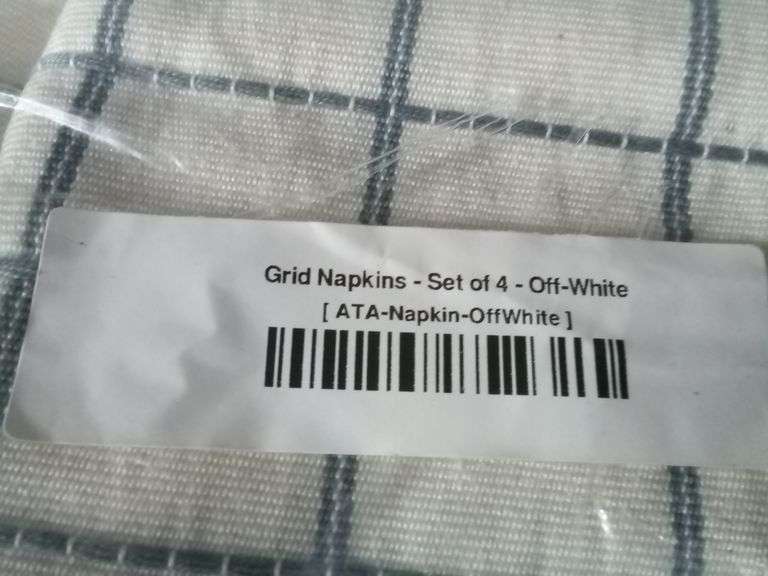 Grid Napkins - Set of 4 - Off-White
[ ATA-Napkin-OffWhite ]